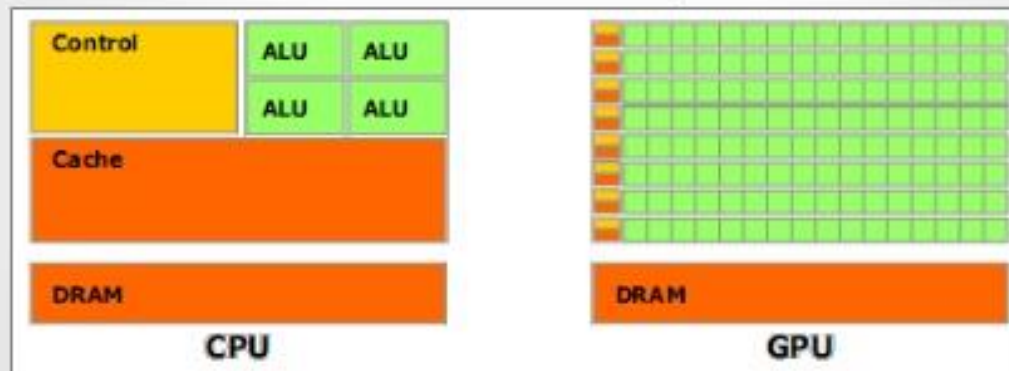 Control
ALU ALU
ALU ALU
Cache
DRAM
CPU
DRAM
GPU